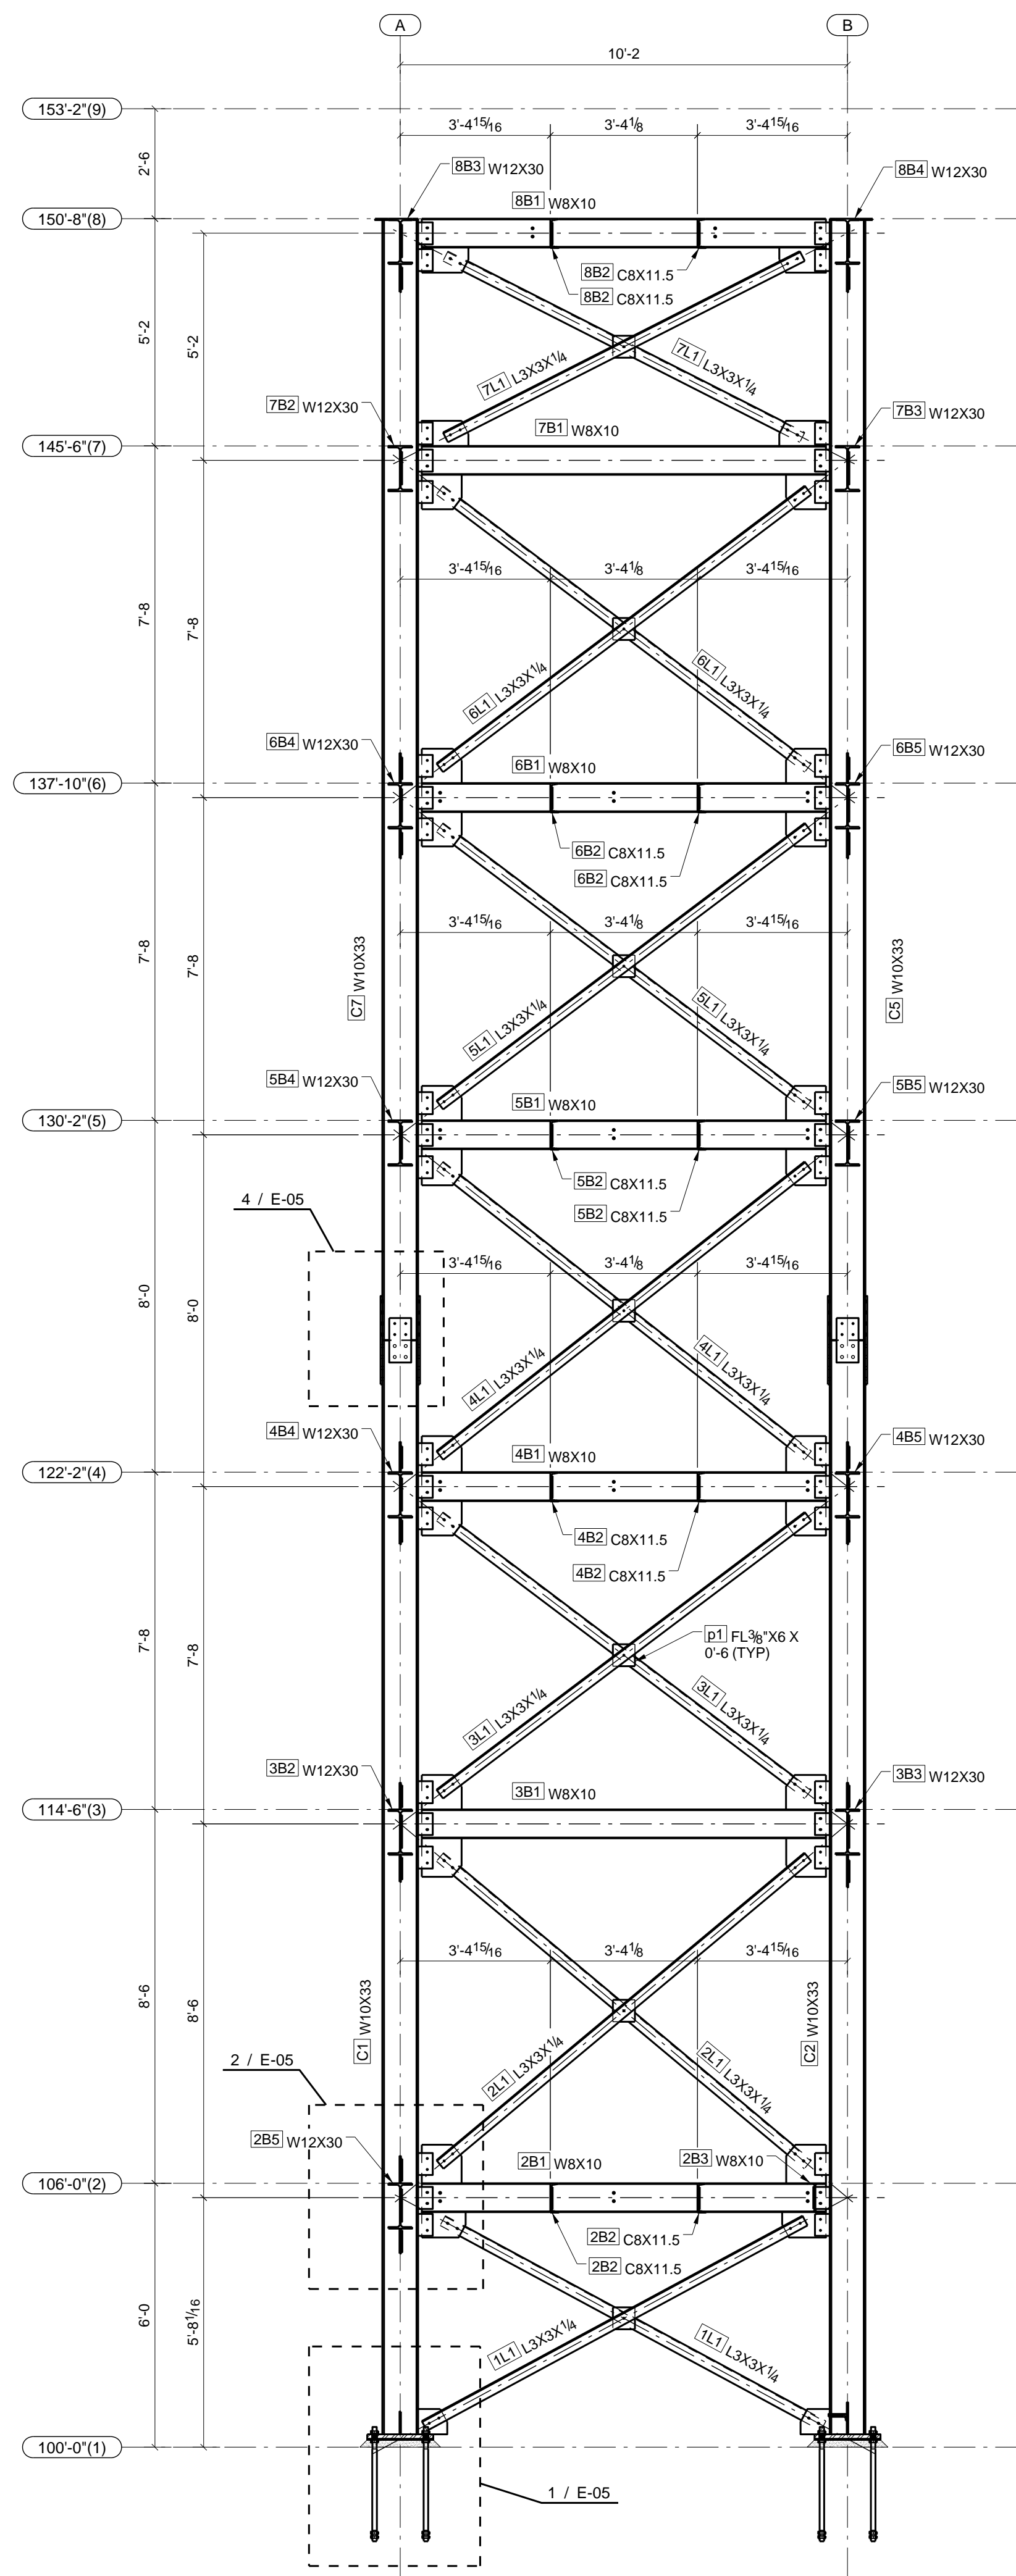 A
B
10'-2
153'-2"(9)
3'-4 15/16
3'-4 1/8
3'-4 15/16
2'-6
8B3 W12X30
8B4 W12X30
8B1 W8X10
150'-8"(8)
8B2 C8X11.5
8B2 C8X11.5
5'-2
5'-2
7L1 L3X3X1/4
7L1 L3X3X1/4
7B2 W12X30
7B1 W8X10
7B3 W12X30
145'-6"(7)
3'-4 15/16
3'-4 1/8
3'-4 15/16
7'-8
7'-8
6L1 L3X3X1/4
6L1 L3X3X1/4
6B4 W12X30
6B1 W8X10
6B5 W12X30
137'-10"(6)
6B2 C8X11.5
6B2 C8X11.5
3'-4 15/16
3'-4 1/8
3'-4 15/16
7'-8
7'-8
C7 W10X33
C5 W10X33
5L1 L3X3X1/4
5L1 L3X3X1/4
5B4 W12X30
5B1 W8X10
5B5 W12X30
130'-2"(5)
5B2 C8X11.5
5B2 C8X11.5
4 / E-05
3'-4 15/16
3'-4 1/8
3'-4 15/16
8'-0
8'-0
4L1 L3X3X1/4
4L1 L3X3X1/4
4B4 W12X30
4B1 W8X10
4B5 W12X30
122'-2"(4)
4B2 C8X11.5
4B2 C8X11.5
p1 FL3/8"X6 X
0'-6 (TYP)
7'-8
7'-8
3L1 L3X3X1/4
3L1 L3X3X1/4
3B2 W12X30
3B1 W8X10
3B3 W12X30
114'-6"(3)
3'-4 15/16
3'-4 1/8
3'-4 15/16
8'-6
8'-6
C1 W10X33
C2 W10X33
2L1 L3X3X1/4
2L1 L3X3X1/4
2 / E-05
2B5 W12X30
2B1 W8X10
2B3 W8X10
106'-0"(2)
2B2 C8X11.5
2B2 C8X11.5
6'-0
5'-8 1/16
1L1 L3X3X1/4
1L1 L3X3X1/4
100'-0"(1)
1 / E-05